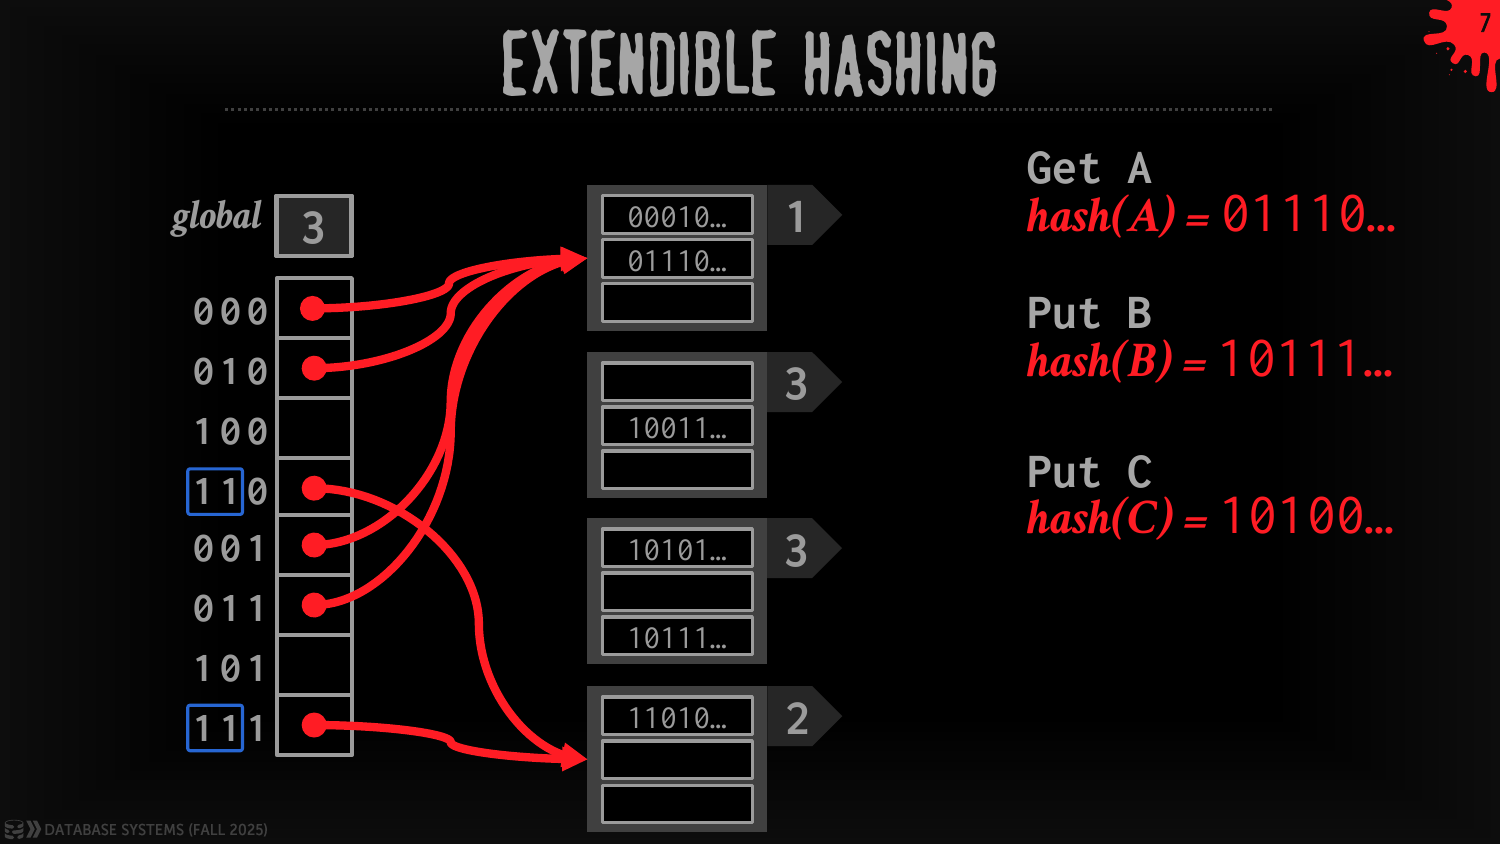 7
EXTENDIBLE HASHING
global 3
000
010
100
110
001
011
101
111
00010…
01110…
1
10011…
3
10101…
10111…
3
11010…
2
Get A
hash(A) = 01110…
Put B
hash(B) = 10111…
Put C
hash(C) = 10100…
DATABASE SYSTEMS (FALL 2025)